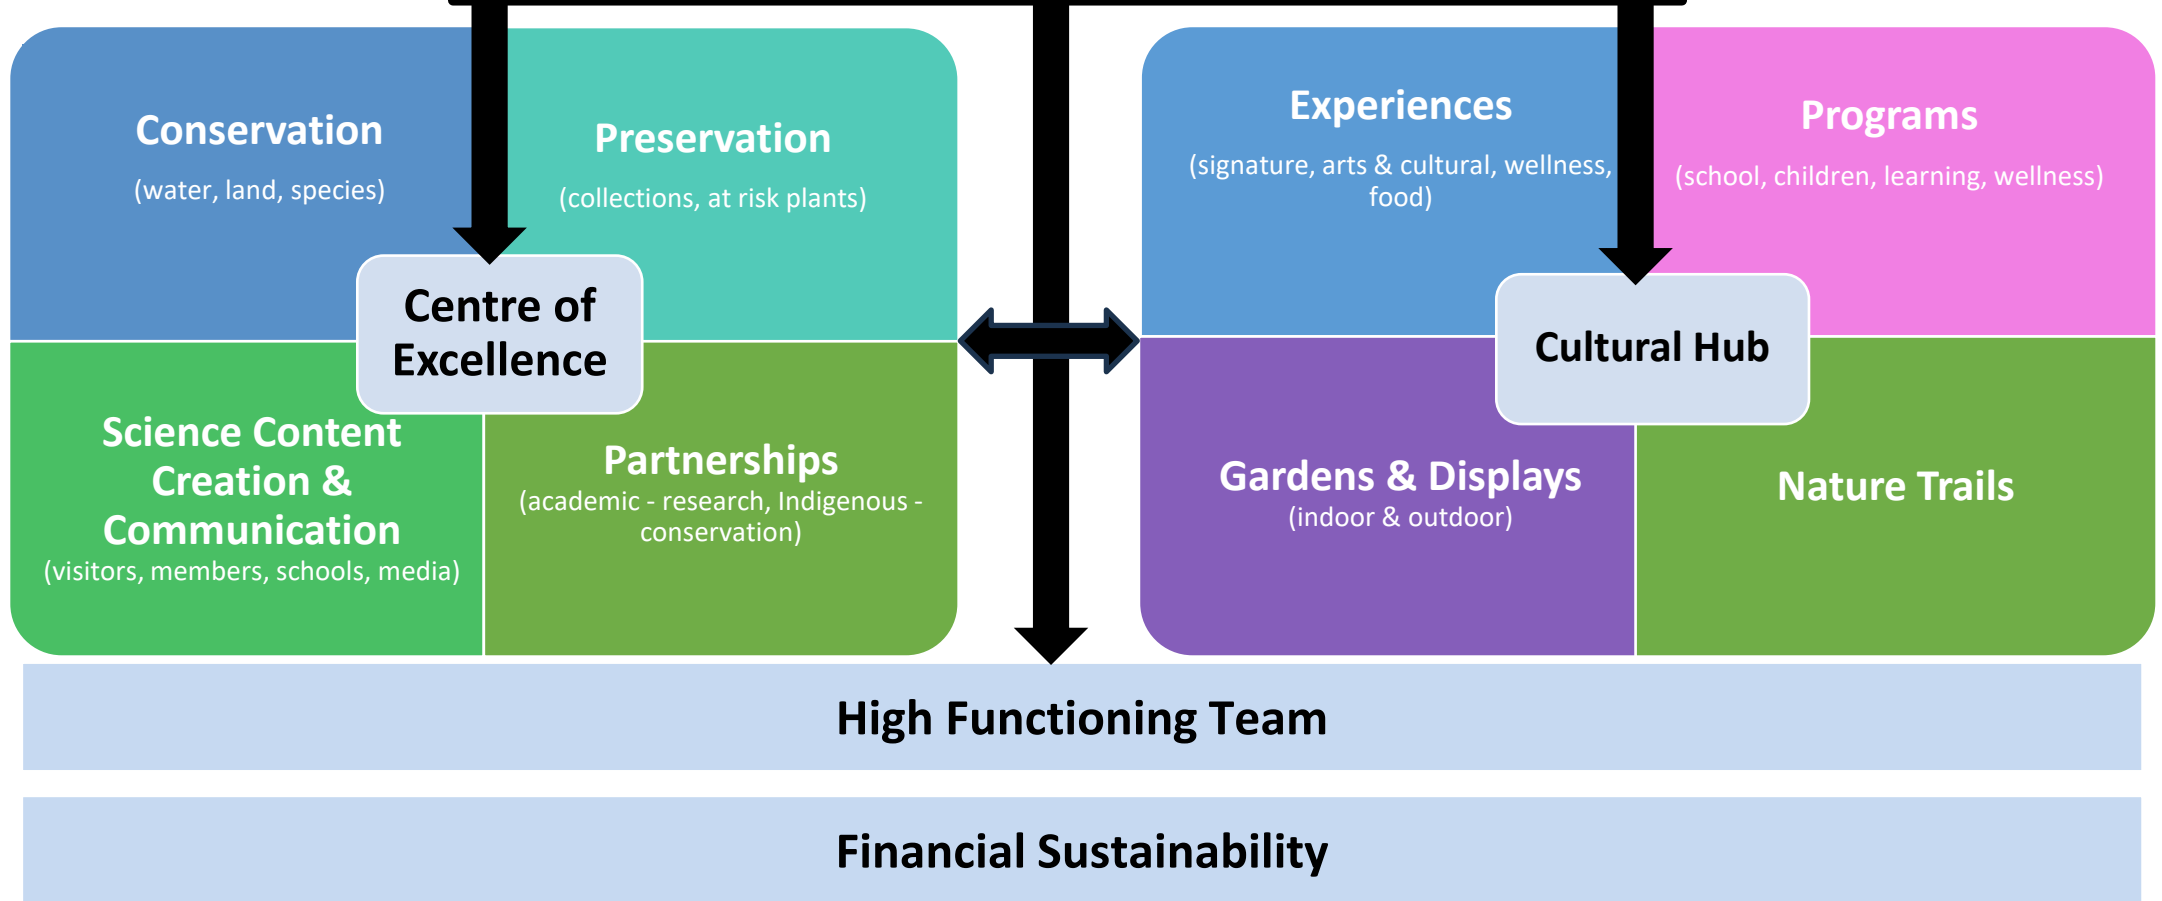 Conservation
(water, land, species)
Preservation
(collections, at risk plants)
Centre of
Excellence
Science Content
Creation &
Communication
(visitors, members, schools, media)
Partnerships
(academic - research, Indigenous -
conservation)
Experiences
(signature, arts & cultural, wellness,
food)
Programs
(school, children, learning, wellness)
Cultural Hub
Gardens & Displays
(indoor & outdoor)
Nature Trails
High Functioning Team
Financial Sustainability